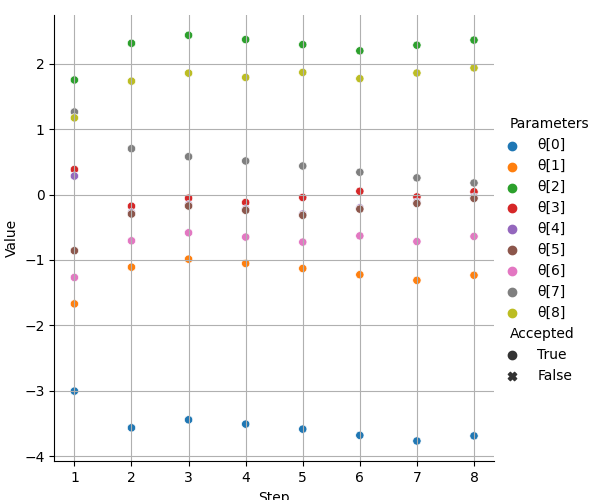 2
1
0
−1
−2
−3
−4
Value
1 2 3 4 5 6 7 8
Step
Parameters
θ[0]
θ[1]
θ[2]
θ[3]
θ[4]
θ[5]
θ[6]
θ[7]
θ[8]
Accepted
True
False